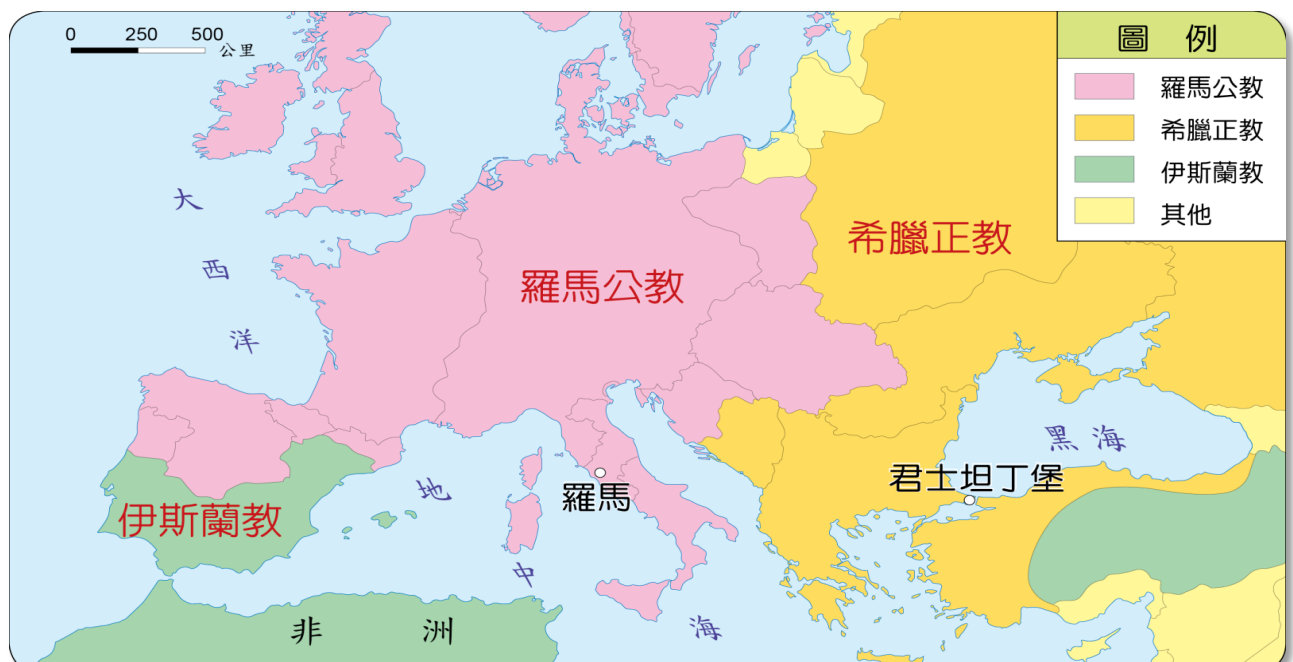 0 250 500
公里
圖例
羅馬公教
希臘正教
伊斯蘭教
其他
大西洋
希臘正教
羅馬公教
黑海
君士坦丁堡
羅馬
伊斯蘭教
地中海
非洲